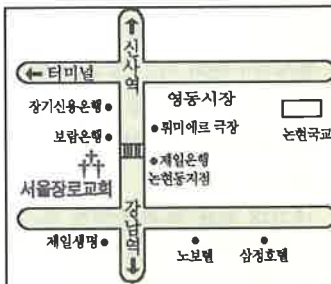 ↑
신사역
← 터미널
장기신용은행
영동시장
보람은행
뤼미에르 극장
논현국교
제일은행
논현동지점
서울장로교회
강남역
제일생명
노보텔
삼정호텔
↓